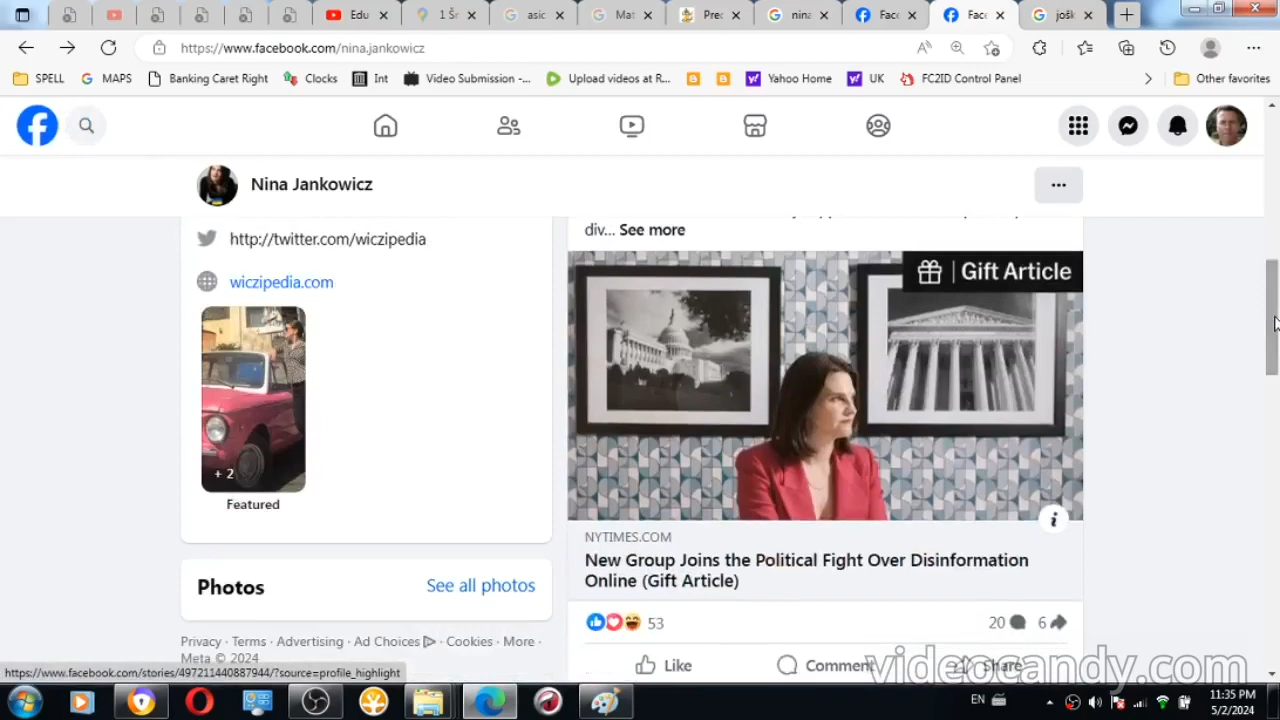 Edu
1 Sr
asic
Mat
Prec
nina
Face
Face
jošk
https://www.facebook.com/nina.jankowicz
SPELL
MAPS
Banking Caret Right
Clocks
Int
Video Submission -...
Upload videos at R...
Yahoo Home
UK
FC2ID Control Panel
Other favorites
Nina Jankowicz
http://twitter.com/wiczipedia
wiczipedia.com
+ 2
Featured
Photos
See all photos
Privacy · Terms · Advertising · Ad Choices · Cookies · More ·
Meta © 2024
div... See more
Gift Article
NYTIMES.COM
New Group Joins the Political Fight Over Disinformation
Online (Gift Article)
53
20
6
Like
Comment
Share
videocandy.com
https://www.facebook.com/stories/497211440887944/?source=profile_highlight
EN
11:35 PM
5/2/2024